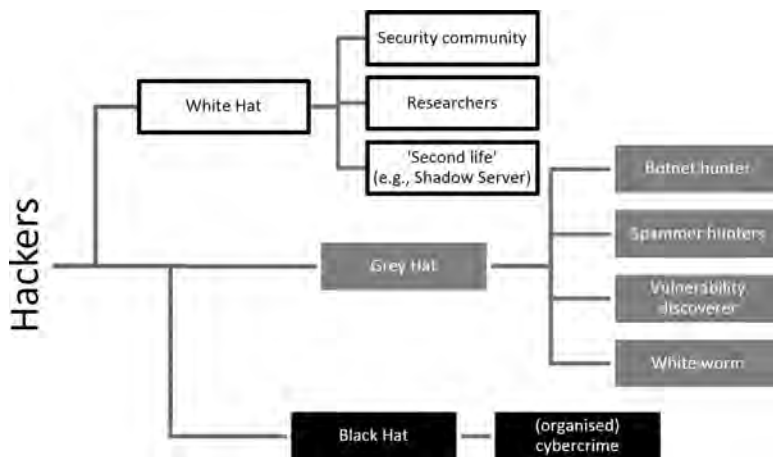 Hackers
White Hat
Security community
Researchers
'Second life'
(e.g., Shadow Server)
Grey Hat
Botnet hunter
Spammer hunters
Vulnerability
discoverer
White worm
Black Hat
(organised)
cybercrime